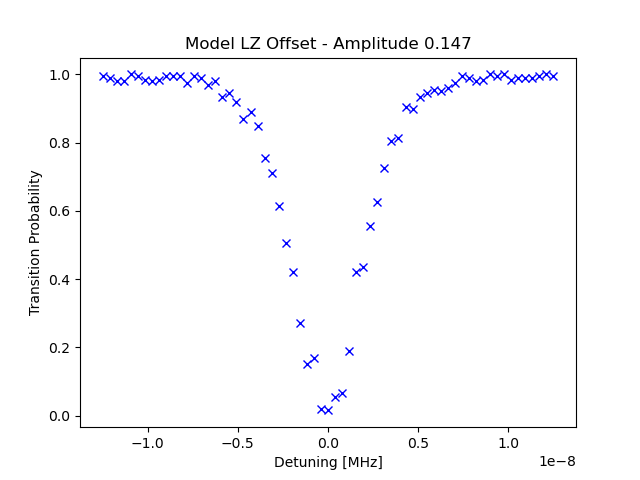 Model LZ Offset - Amplitude 0.147
1.0
0.8
0.6
0.4
0.2
0.0
Transition Probability
−1.0 −0.5 0.0 0.5 1.0
1e−8
Detuning [MHz]